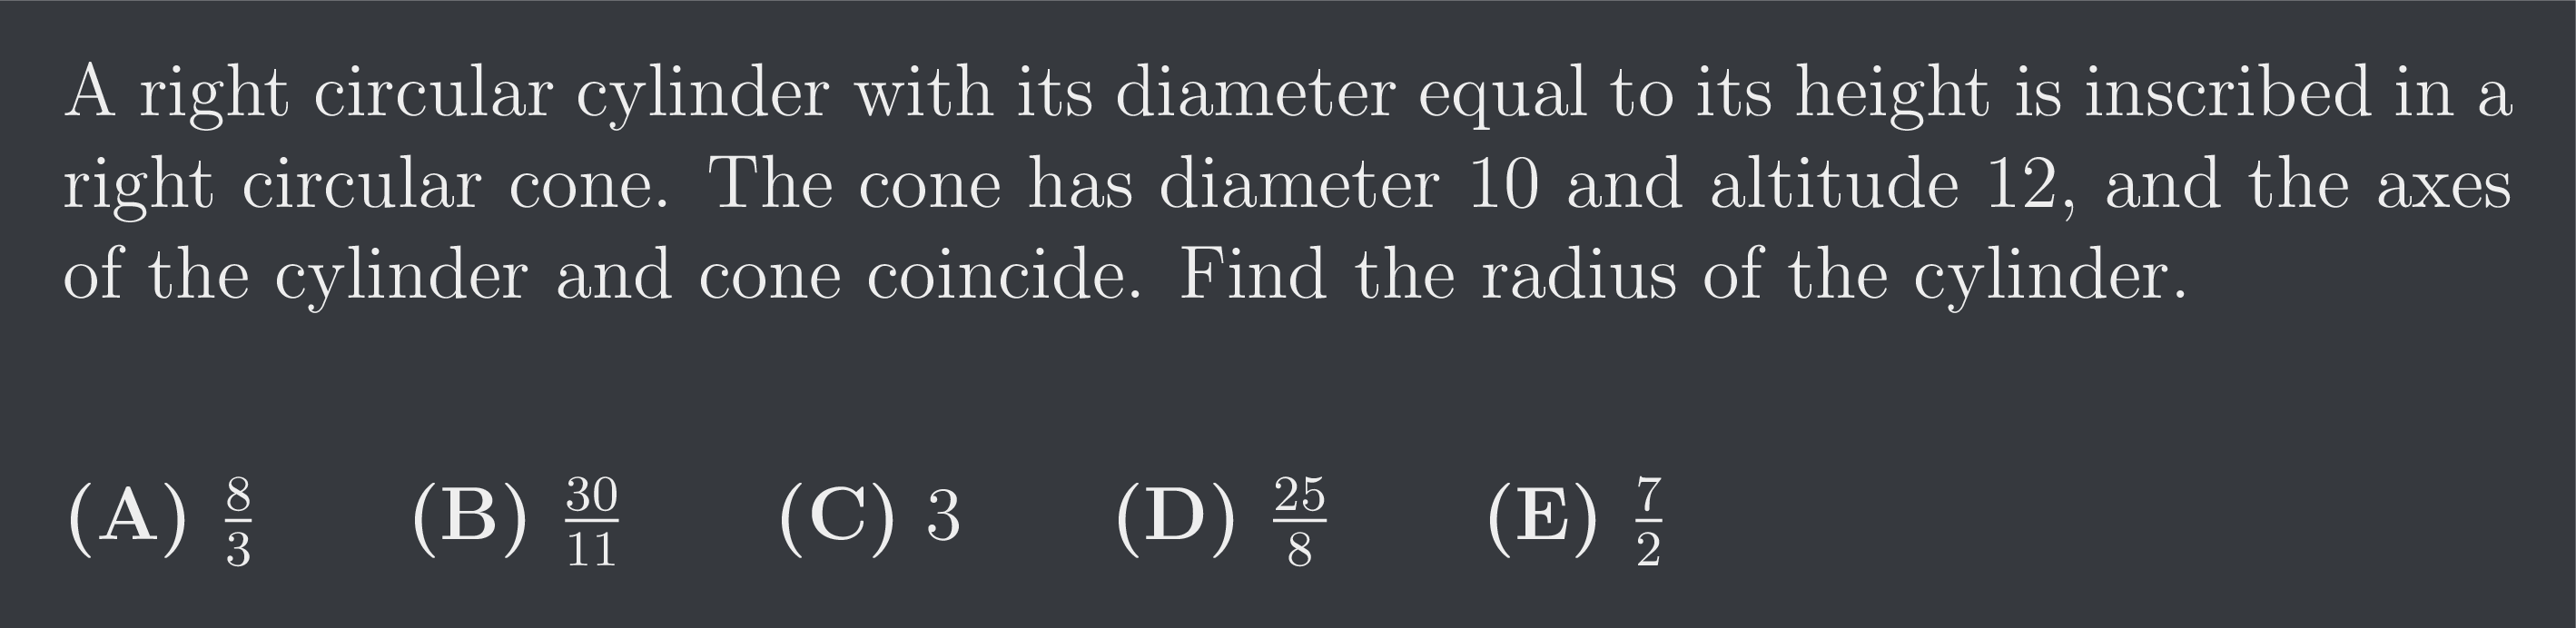 A right circular cylinder with its diameter equal to its height is inscribed in a
right circular cone. The cone has diameter 10 and altitude 12, and the axes
of the cylinder and cone coincide. Find the radius of the cylinder.
(A) 8/3 (B) 30/11 (C) 3 (D) 25/8 (E) 7/2